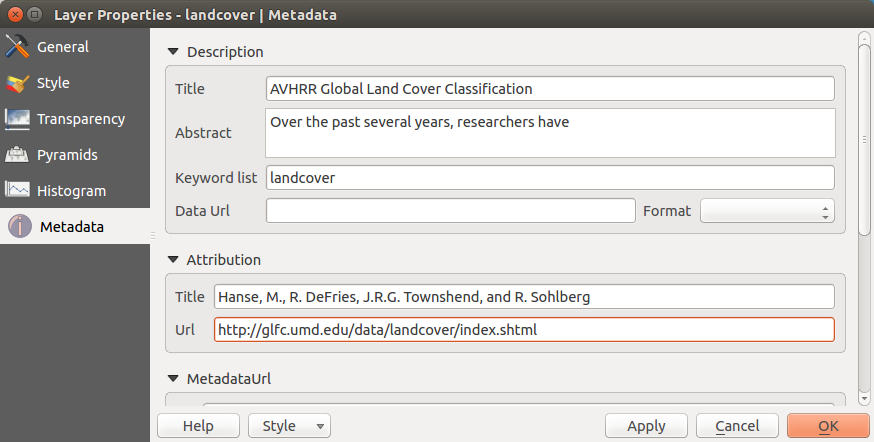 Layer Properties - landcover | Metadata
General
Style
Transparency
Pyramids
Histogram
Metadata
Description
Title AVHRR Global Land Cover Classification
Abstract Over the past several years, researchers have
Keyword list landcover
Data Url Format
Attribution
Title Hanse, M., R. DeFries, J.R.G. Townshend, and R. Sohlberg
Url http://glfc.umd.edu/data/landcover/index.shtml
MetadataUrl
Help Style Apply Cancel OK